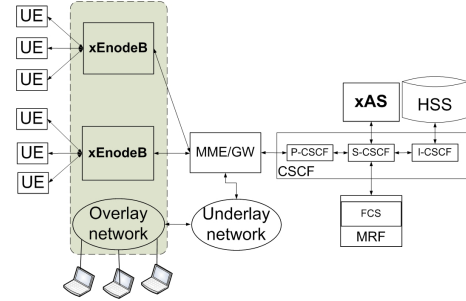 UE
UE
UE
xEnodeB
UE
UE
UE
xEnodeB
MME/GW
xAS
HSS
P-CSCF
S-CSCF
I-CSCF
CSCF
FCS
MRF
Overlay
network
Underlay
network